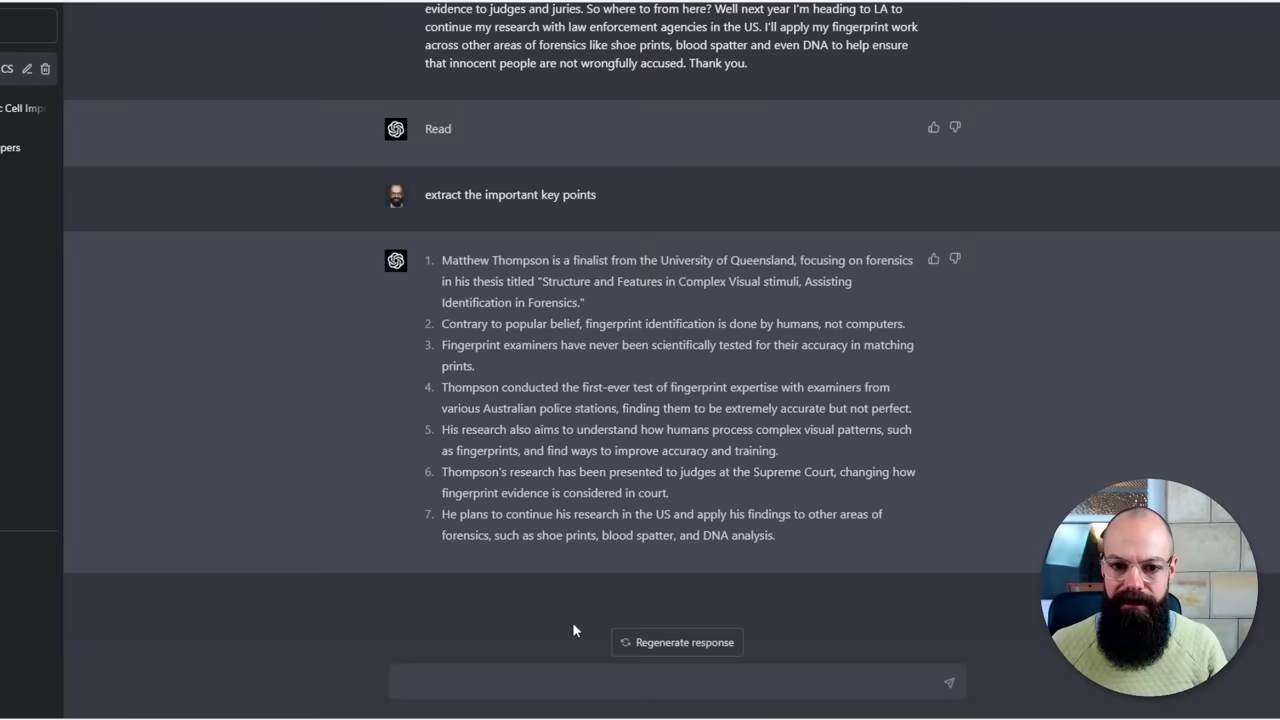 evidence to judges and juries. So where to from here? Well next year I'm heading to LA to
continue my research with law enforcement agencies in the US. I'll apply my fingerprint work
across other areas of forensics like shoe prints, blood spatter and even DNA to help ensure
that innocent people are not wrongfully accused. Thank you.
CS
c Cell Imp
pers
Read
extract the important key points
1. Matthew Thompson is a finalist from the University of Queensland, focusing on forensics
in his thesis titled "Structure and Features in Complex Visual stimuli, Assisting
Identification in Forensics."
2. Contrary to popular belief, fingerprint identification is done by humans, not computers.
3. Fingerprint examiners have never been scientifically tested for their accuracy in matching
prints.
4. Thompson conducted the first-ever test of fingerprint expertise with examiners from
various Australian police stations, finding them to be extremely accurate but not perfect.
5. His research also aims to understand how humans process complex visual patterns, such
as fingerprints, and find ways to improve accuracy and training.
6. Thompson's research has been presented to judges at the Supreme Court, changing how
fingerprint evidence is considered in court.
7. He plans to continue his research in the US and apply his findings to other areas of
forensics, such as shoe prints, blood spatter, and DNA analysis.
Regenerate response